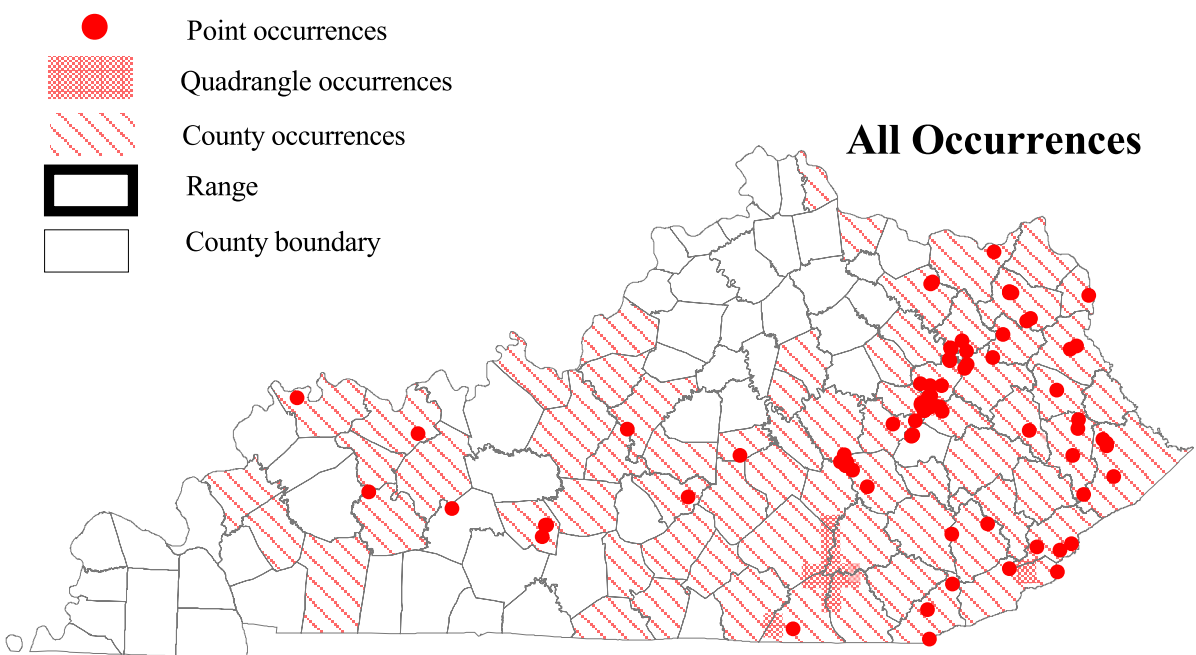 Point occurrences
Quadrangle occurrences
County occurrences
Range
County boundary
All Occurrences